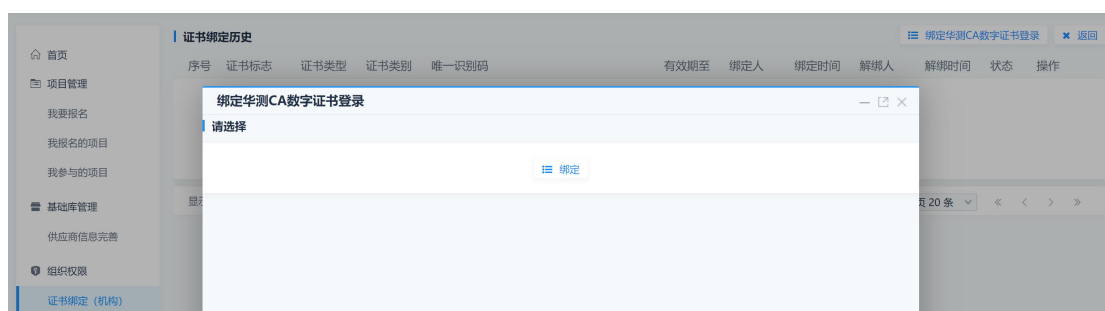 证书绑定历史
绑定华测CA数字证书登录
返回
首页
序号 证书标志 证书类型 证书类别 唯一识别码 有效期至 绑定人 绑定时间 解绑人 解绑时间 状态 操作
项目管理
绑定华测CA数字证书登录
我要报名
请选择
我报名的项目
绑定
我参与的项目
基础库管理
显
页 20 条
供应商信息完善
组织权限
证书绑定（机构）